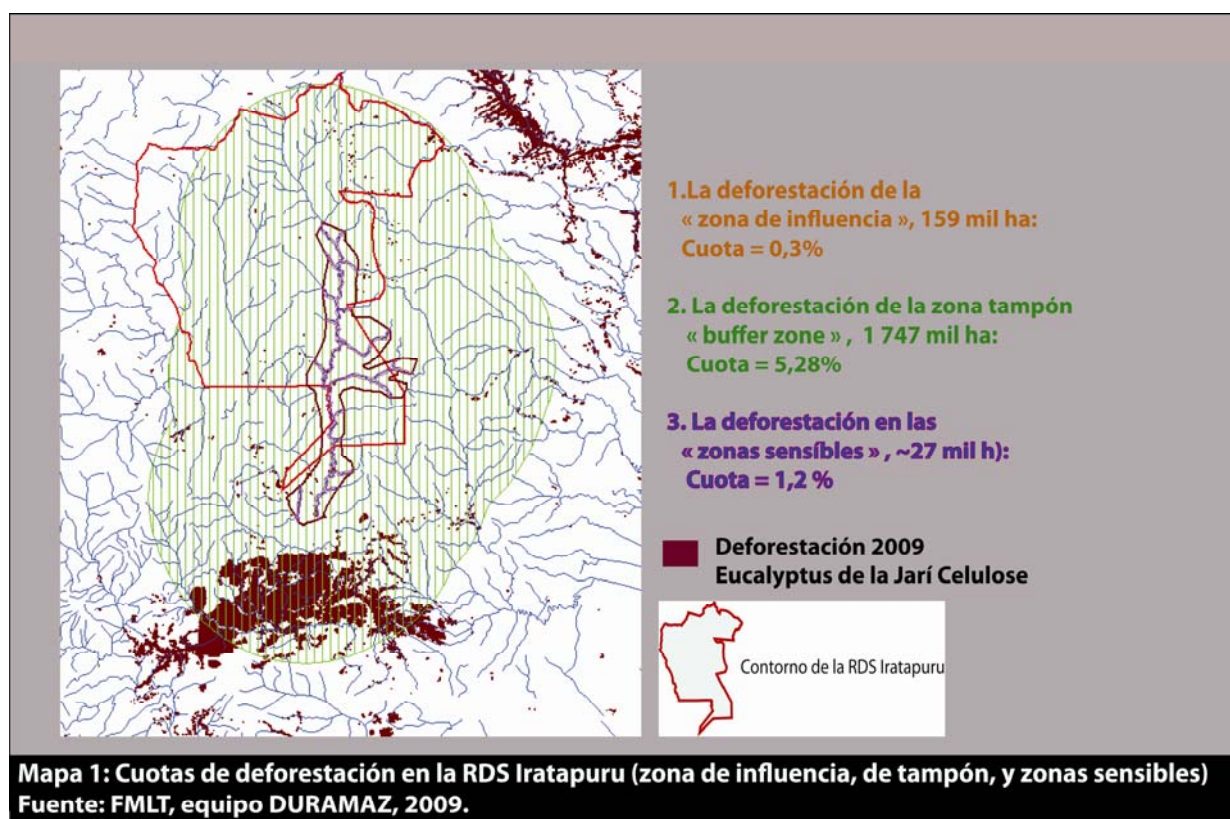 1.La deforestación de la
« zona de influencia », 159 mil ha:
Cuota = 0,3%
2. La deforestación de la zona tampón
« buffer zone » , 1 747 mil ha:
Cuota = 5,28%
3. La deforestación en las
« zonas sensíbles » , ~27 mil h):
Cuota = 1,2 %
Deforestación 2009
Eucalyptus de la Jarí Celulose
Contorno de la RDS Iratapuru
Mapa 1: Cuotas de deforestación en la RDS Iratapuru (zona de influencia, de tampón, y zonas sensibles)
Fuente: FMLT, equipo DURAMAZ, 2009.